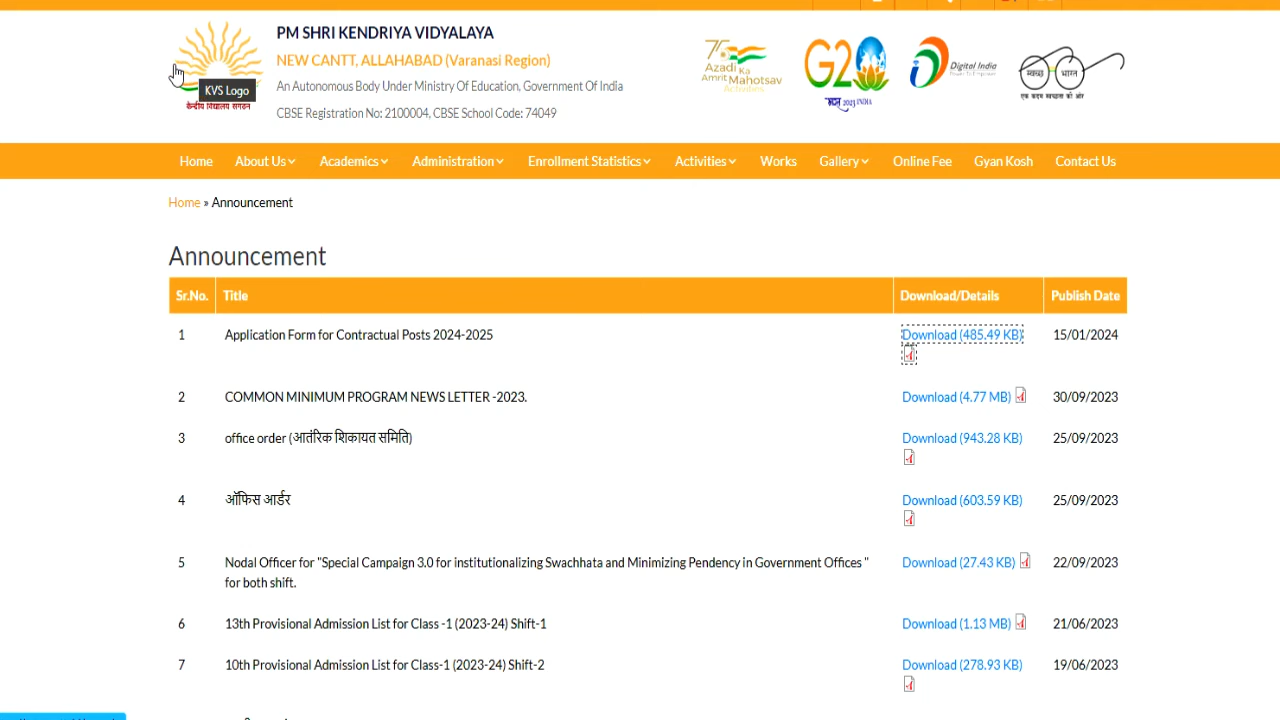 PM SHRI KENDRIYA VIDYALAYA
NEW CANTT, ALLAHABAD (Varanasi Region)
An Autonomous Body Under Ministry Of Education, Government Of India
CBSE Registration No: 2100004, CBSE School Code: 74049
KVS Logo
केन्द्रीय विद्यालय संगठन
75
Azadi Ka
Amrit Mahotsav
Activities
G20
भारत 2023 INDIA
Digital India
Power To Empower
स्वच्छ भारत
एक कदम स्वच्छता की ओर
Home About Us Academics Administration Enrollment Statistics Activities Works Gallery Online Fee Gyan Kosh Contact Us
Home » Announcement
Announcement
Sr.No. Title Download/Details Publish Date
1 Application Form for Contractual Posts 2024-2025 Download (485.49 KB) 15/01/2024
2 COMMON MINIMUM PROGRAM NEWS LETTER -2023. Download (4.77 MB) 30/09/2023
3 office order (आतंरिक शिकायत समिति) Download (943.28 KB) 25/09/2023
4 ऑफिस आर्डर Download (603.59 KB) 25/09/2023
5 Nodal Officer for "Special Campaign 3.0 for institutionalizing Swachhata and Minimizing Pendency in Government Offices " Download (27.43 KB) 22/09/2023
for both shift.
6 13th Provisional Admission List for Class -1 (2023-24) Shift-1 Download (1.13 MB) 21/06/2023
7 10th Provisional Admission List for Class-1 (2023-24) Shift-2 Download (278.93 KB) 19/06/2023